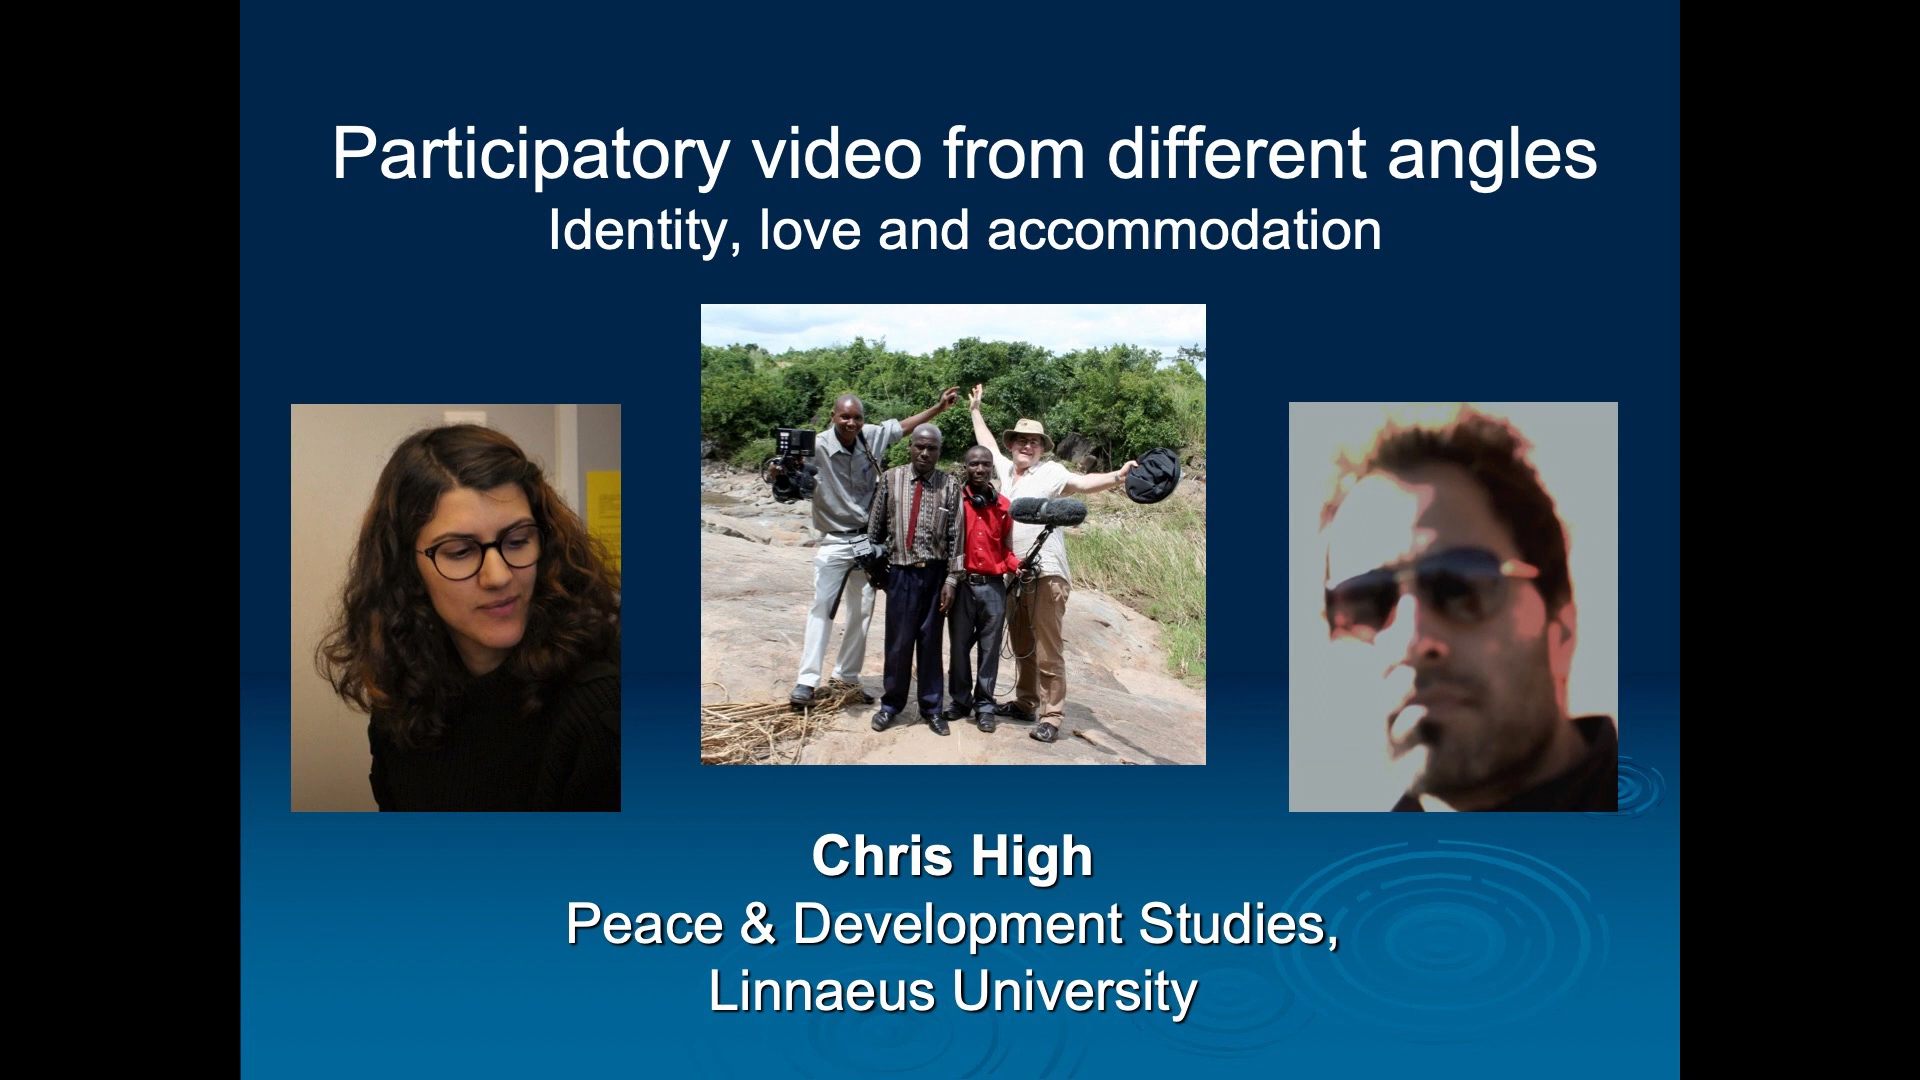 Participatory video from different angles
Identity, love and accommodation
Chris High
Peace & Development Studies,
Linnaeus University